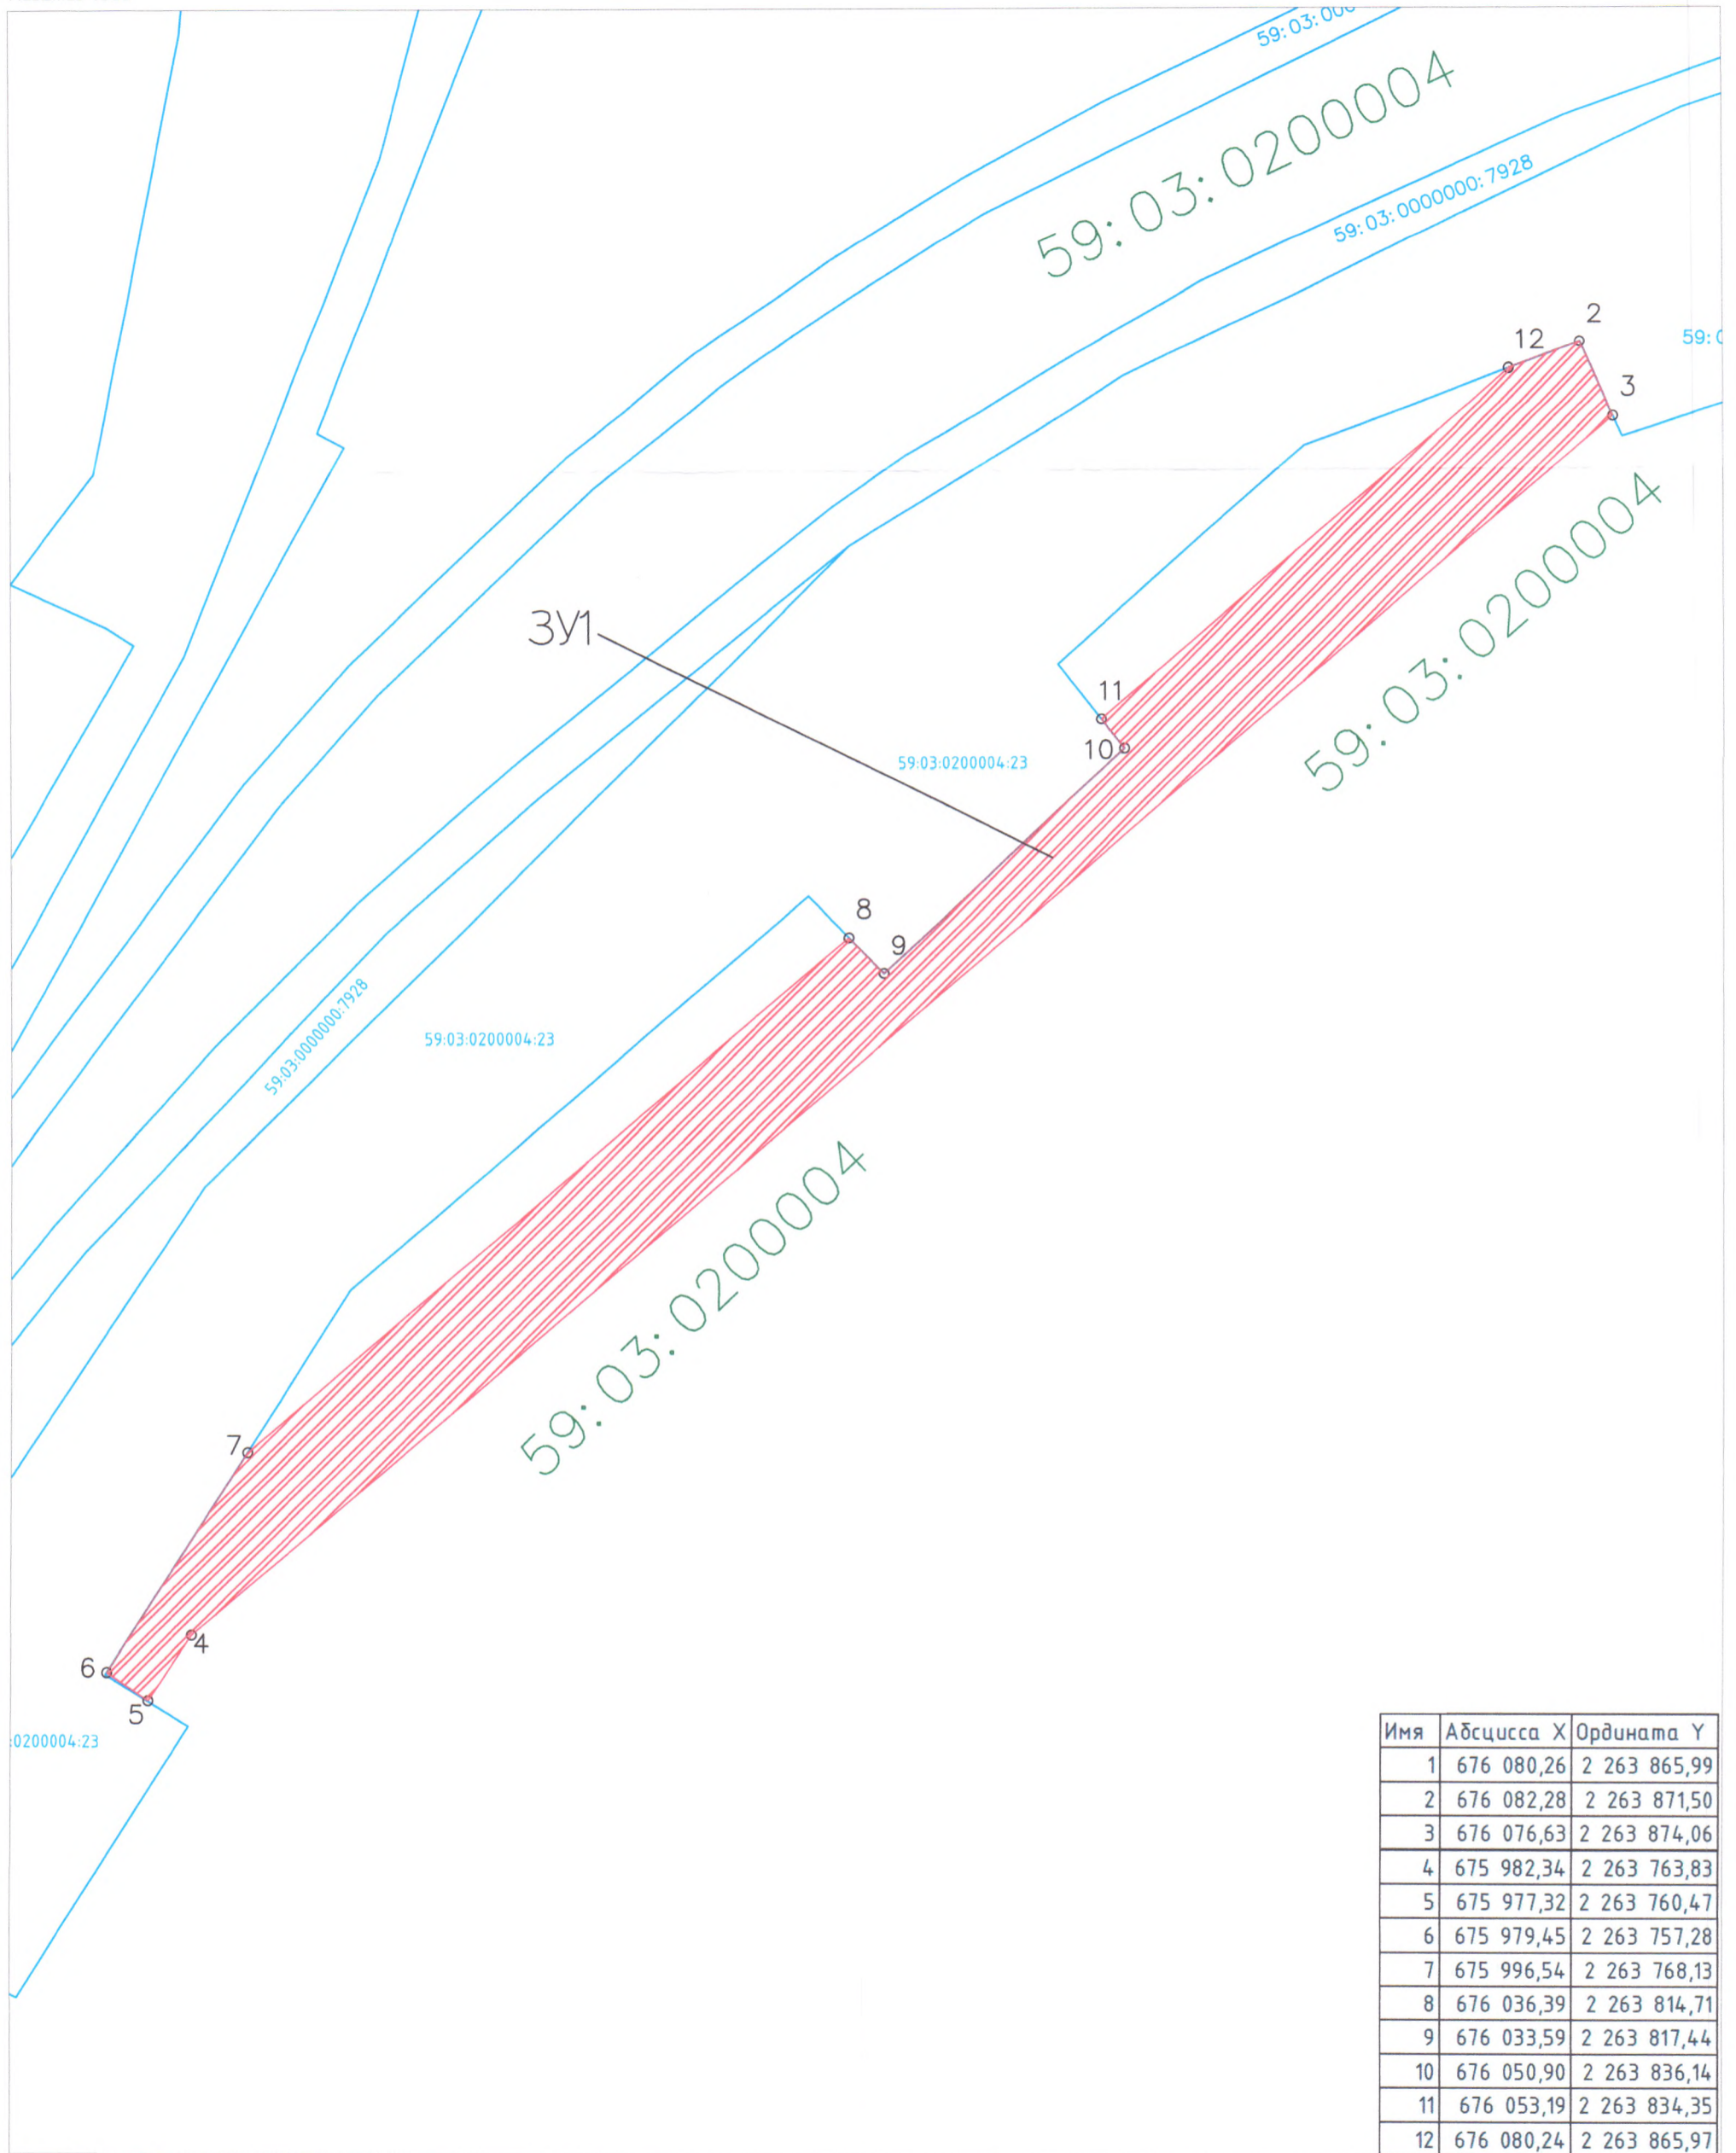 59:03:000
59:03:0200004
59:03:0000000:7928
2
12
59:0
3
59:03:0200004
ЗУ1
11
10
59:03:0200004:23
8
9
59:03:0000000:7928
59:03:0200004:23
59:03:0200004
7
4
6
5
:0200004:23
Имя Абсцисса X Ордината Y
1 676 080,26 2 263 865,99
2 676 082,28 2 263 871,50
3 676 076,63 2 263 874,06
4 675 982,34 2 263 763,83
5 675 977,32 2 263 760,47
6 675 979,45 2 263 757,28
7 675 996,54 2 263 768,13
8 676 036,39 2 263 814,71
9 676 033,59 2 263 817,44
10 676 050,90 2 263 836,14
11 676 053,19 2 263 834,35
12 676 080,24 2 263 865,97